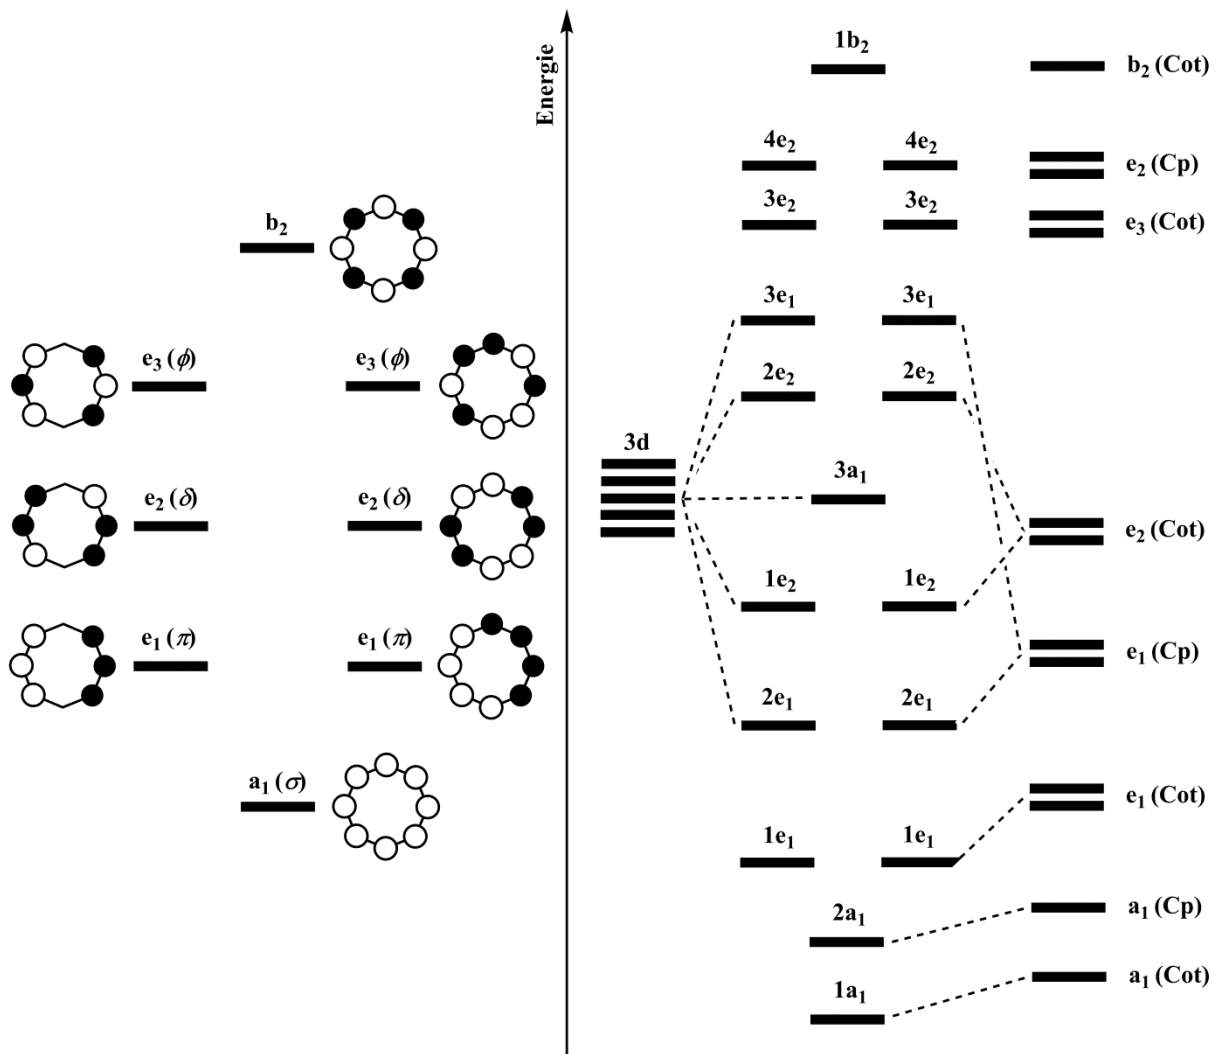 Energie
b₂
e₃ (ϕ) e₃ (ϕ)
e₂ (δ) e₂ (δ)
e₁ (π) e₁ (π)
a₁ (σ)
1b₂ b₂ (Cot)
4e₂ 4e₂ e₂ (Cp)
3e₂ 3e₂ e₃ (Cot)
3e₁ 3e₁
2e₂ 2e₂
3d
3a₁
e₂ (Cot)
1e₂ 1e₂
e₁ (Cp)
2e₁ 2e₁
e₁ (Cot)
1e₁ 1e₁
2a₁ a₁ (Cp)
1a₁ a₁ (Cot)